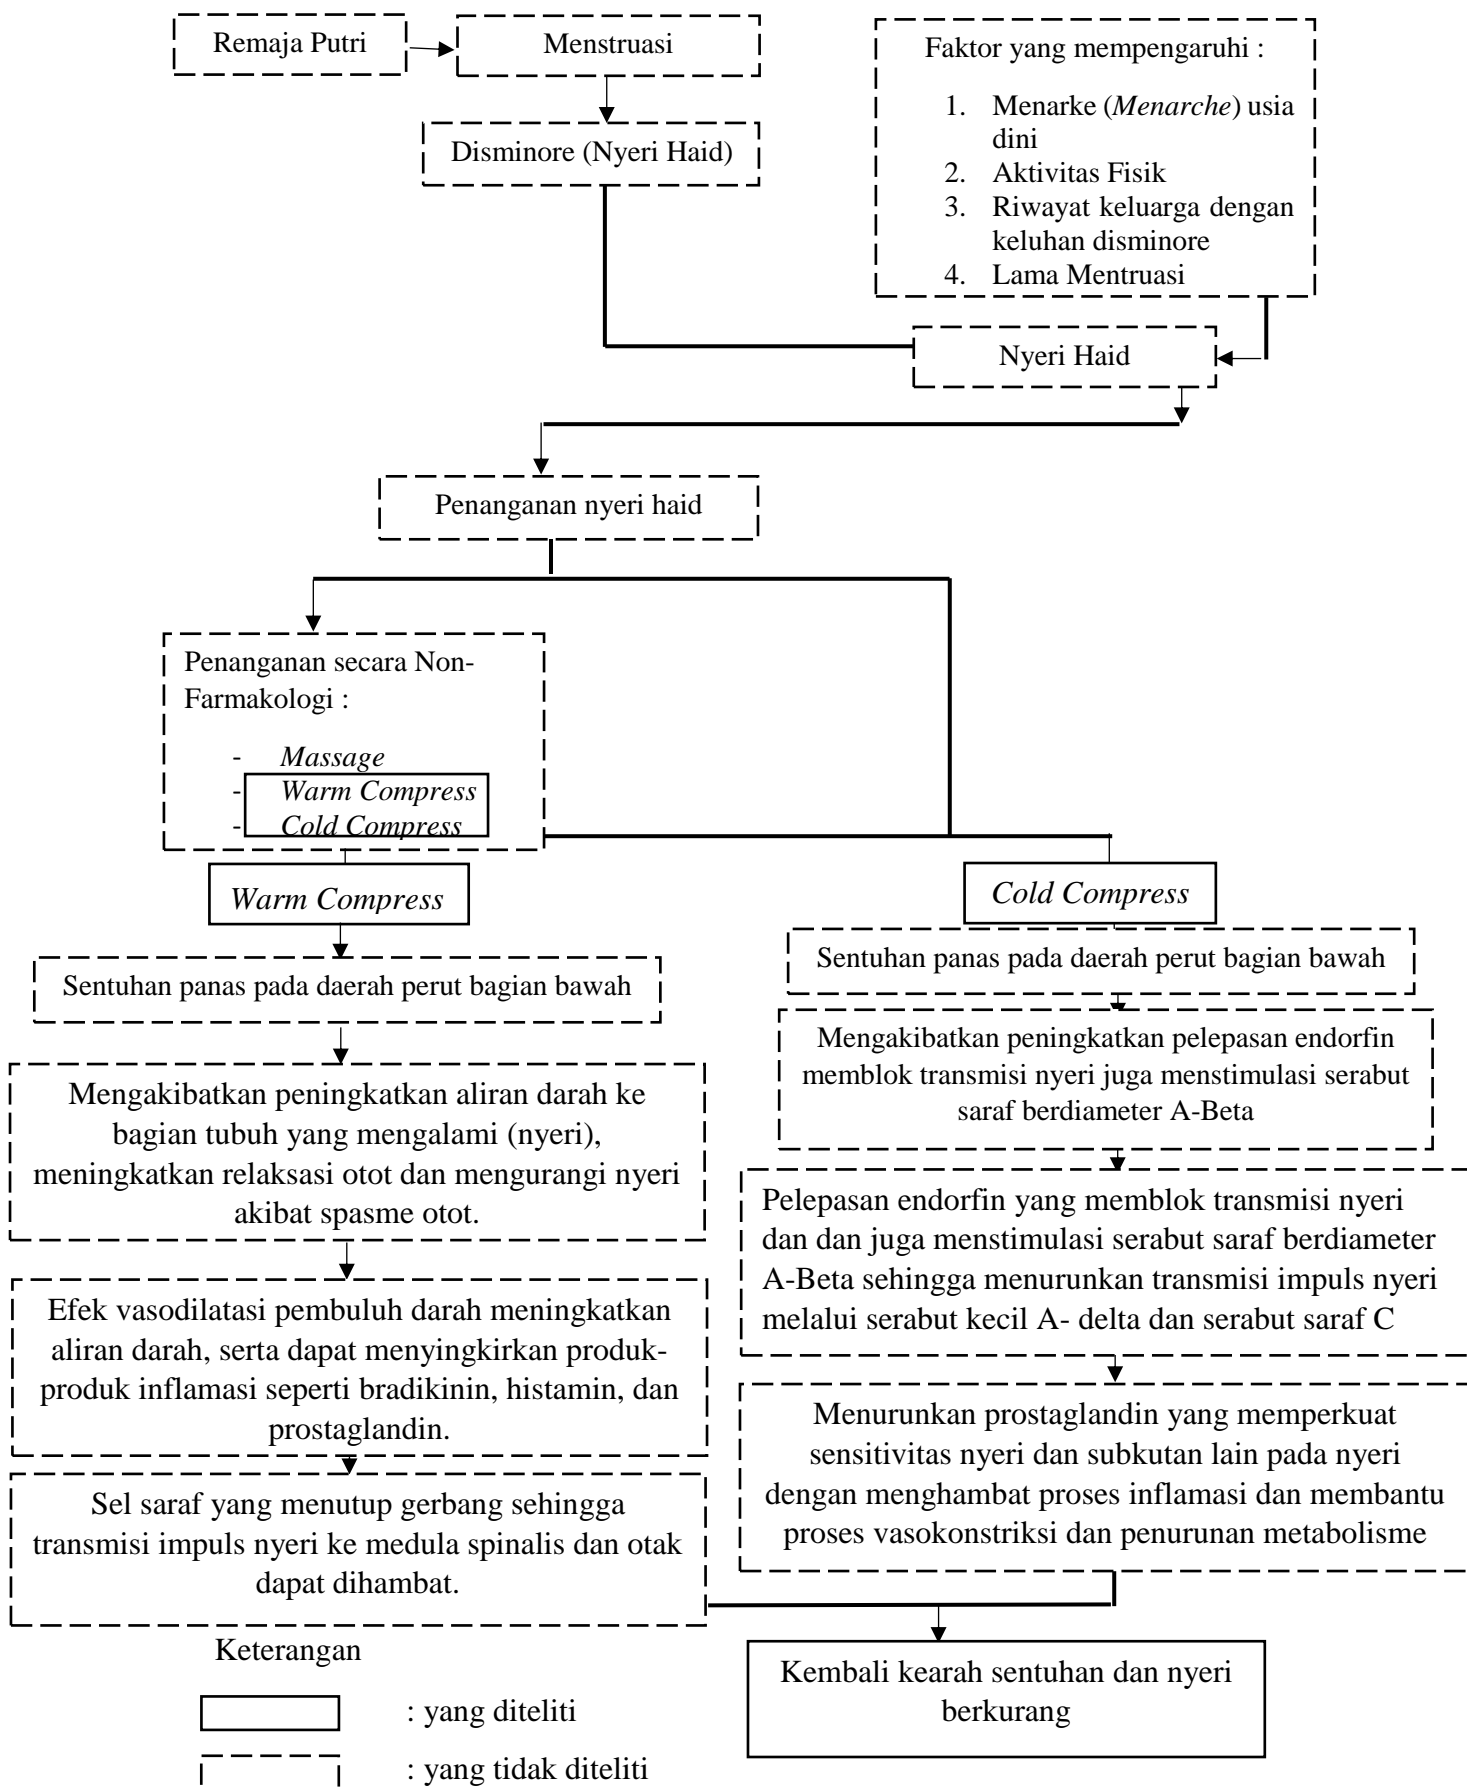 Remaja Putri
Menstruasi
Disminore (Nyeri Haid)
Faktor yang mempengaruhi :
1. Menarke (Menarche) usia
dini
2. Aktivitas Fisik
3. Riwayat keluarga dengan
keluhan disminore
4. Lama Mentruasi
Nyeri Haid
Penanganan nyeri haid
Penanganan secara Non-
Farmakologi :
- Massage
- Warm Compress
- Cold Compress
Warm Compress
Sentuhan panas pada daerah perut bagian bawah
Mengakibatkan peningkatkan aliran darah ke
bagian tubuh yang mengalami (nyeri),
meningkatkan relaksasi otot dan mengurangi nyeri
akibat spasme otot.
Efek vasodilatasi pembuluh darah meningkatkan
aliran darah, serta dapat menyingkirkan produk-
produk inflamasi seperti bradikinin, histamin, dan
prostaglandin.
Sel saraf yang menutup gerbang sehingga
transmisi impuls nyeri ke medula spinalis dan otak
dapat dihambat.
Cold Compress
Sentuhan panas pada daerah perut bagian bawah
Mengakibatkan peningkatkan pelepasan endorfin
memblok transmisi nyeri juga menstimulasi serabut
saraf berdiameter A-Beta
Pelepasan endorfin yang memblok transmisi nyeri
dan dan juga menstimulasi serabut saraf berdiameter
A-Beta sehingga menurunkan transmisi impuls nyeri
melalui serabut kecil A- delta dan serabut saraf C
Menurunkan prostaglandin yang memperkuat
sensitivitas nyeri dan subkutan lain pada nyeri
dengan menghambat proses inflamasi dan membantu
proses vasokonstriksi dan penurunan metabolisme
Kembali kearah sentuhan dan nyeri
berkurang
Keterangan
: yang diteliti
: yang tidak diteliti